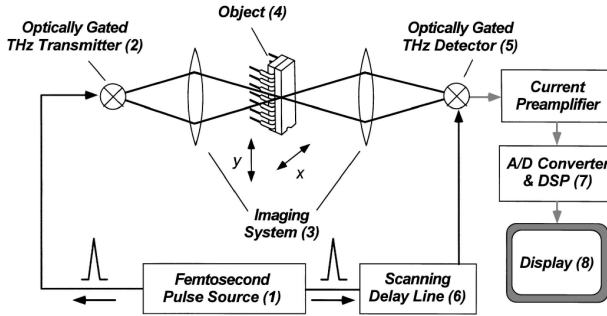 Optically Gated
THz Transmitter (2)
Object (4)
Optically Gated
THz Detector (5)
Current
Preamplifier
y
x
A/D Converter
& DSP (7)
Imaging
System (3)
Display (8)
Femtosecond
Pulse Source (1)
Scanning
Delay Line (6)